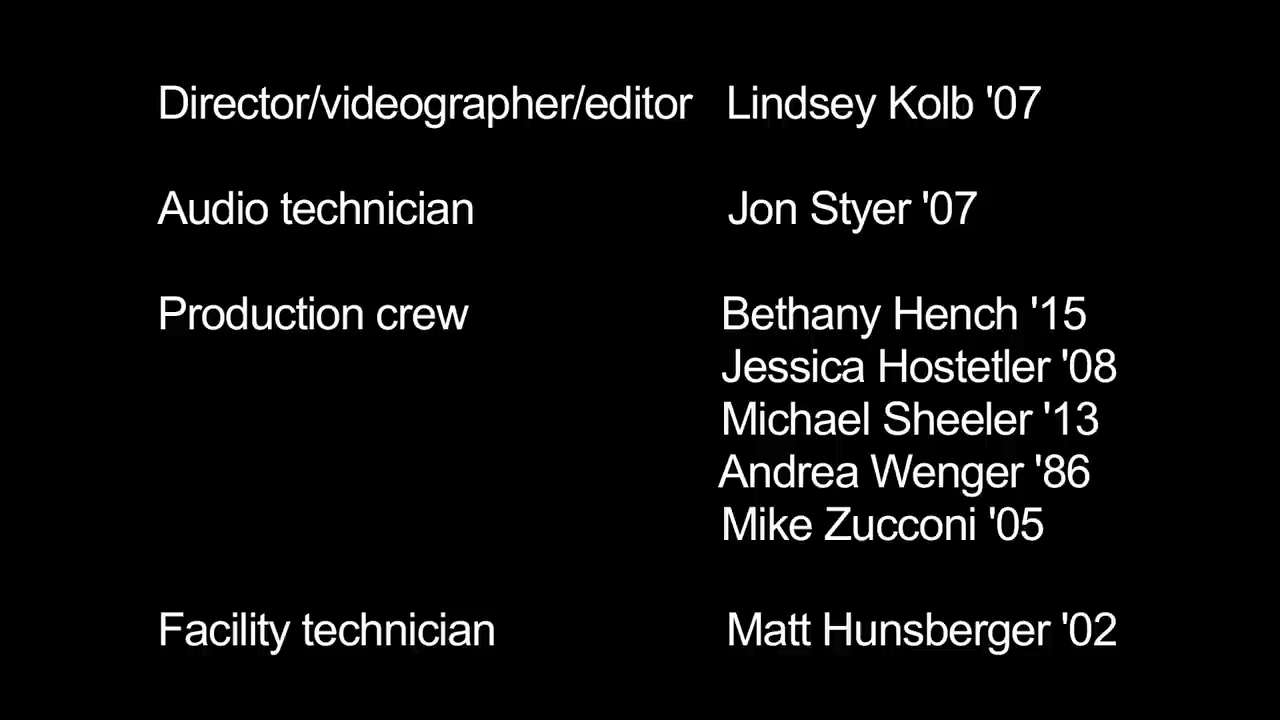 Director/videographer/editor Lindsey Kolb '07
Audio technician Jon Styer '07
Production crew Bethany Hench '15
Jessica Hostetler '08
Michael Sheeler '13
Andrea Wenger '86
Mike Zucconi '05
Facility technician Matt Hunsberger '02